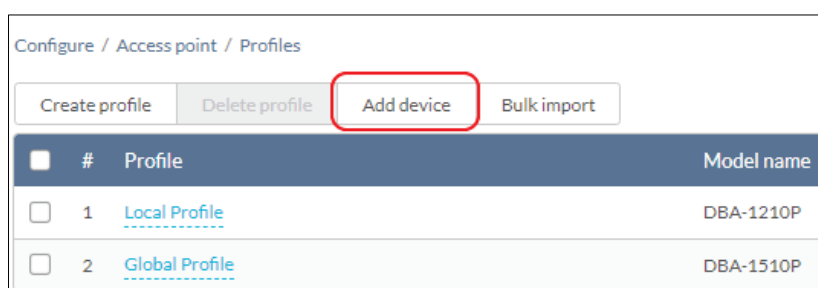 Configure / Access point / Profiles
Create profile Delete profile Add device Bulk import
# Profile Model name
1 Local Profile DBA-1210P
2 Global Profile DBA-1510P